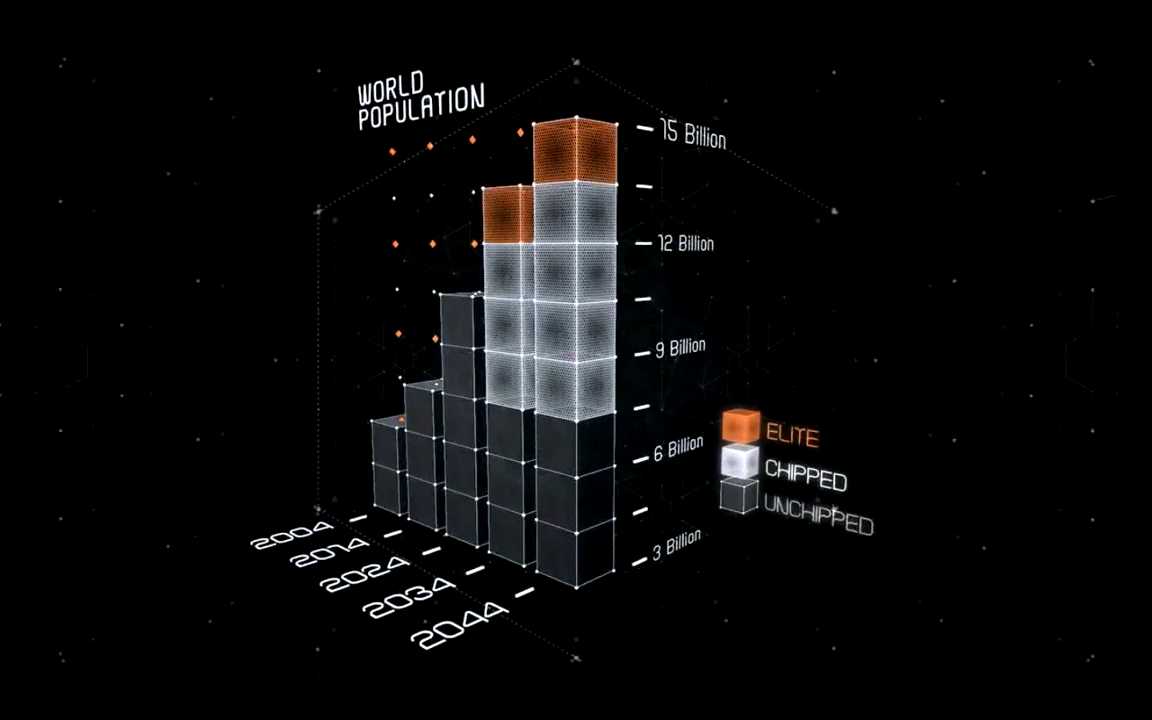 WORLD
POPULATION
15 Billion
12 Billion
9 Billion
6 Billion
3 Billion
ELITE
CHIPPED
UNCHIPPED
2004
2014
2024
2034
2044